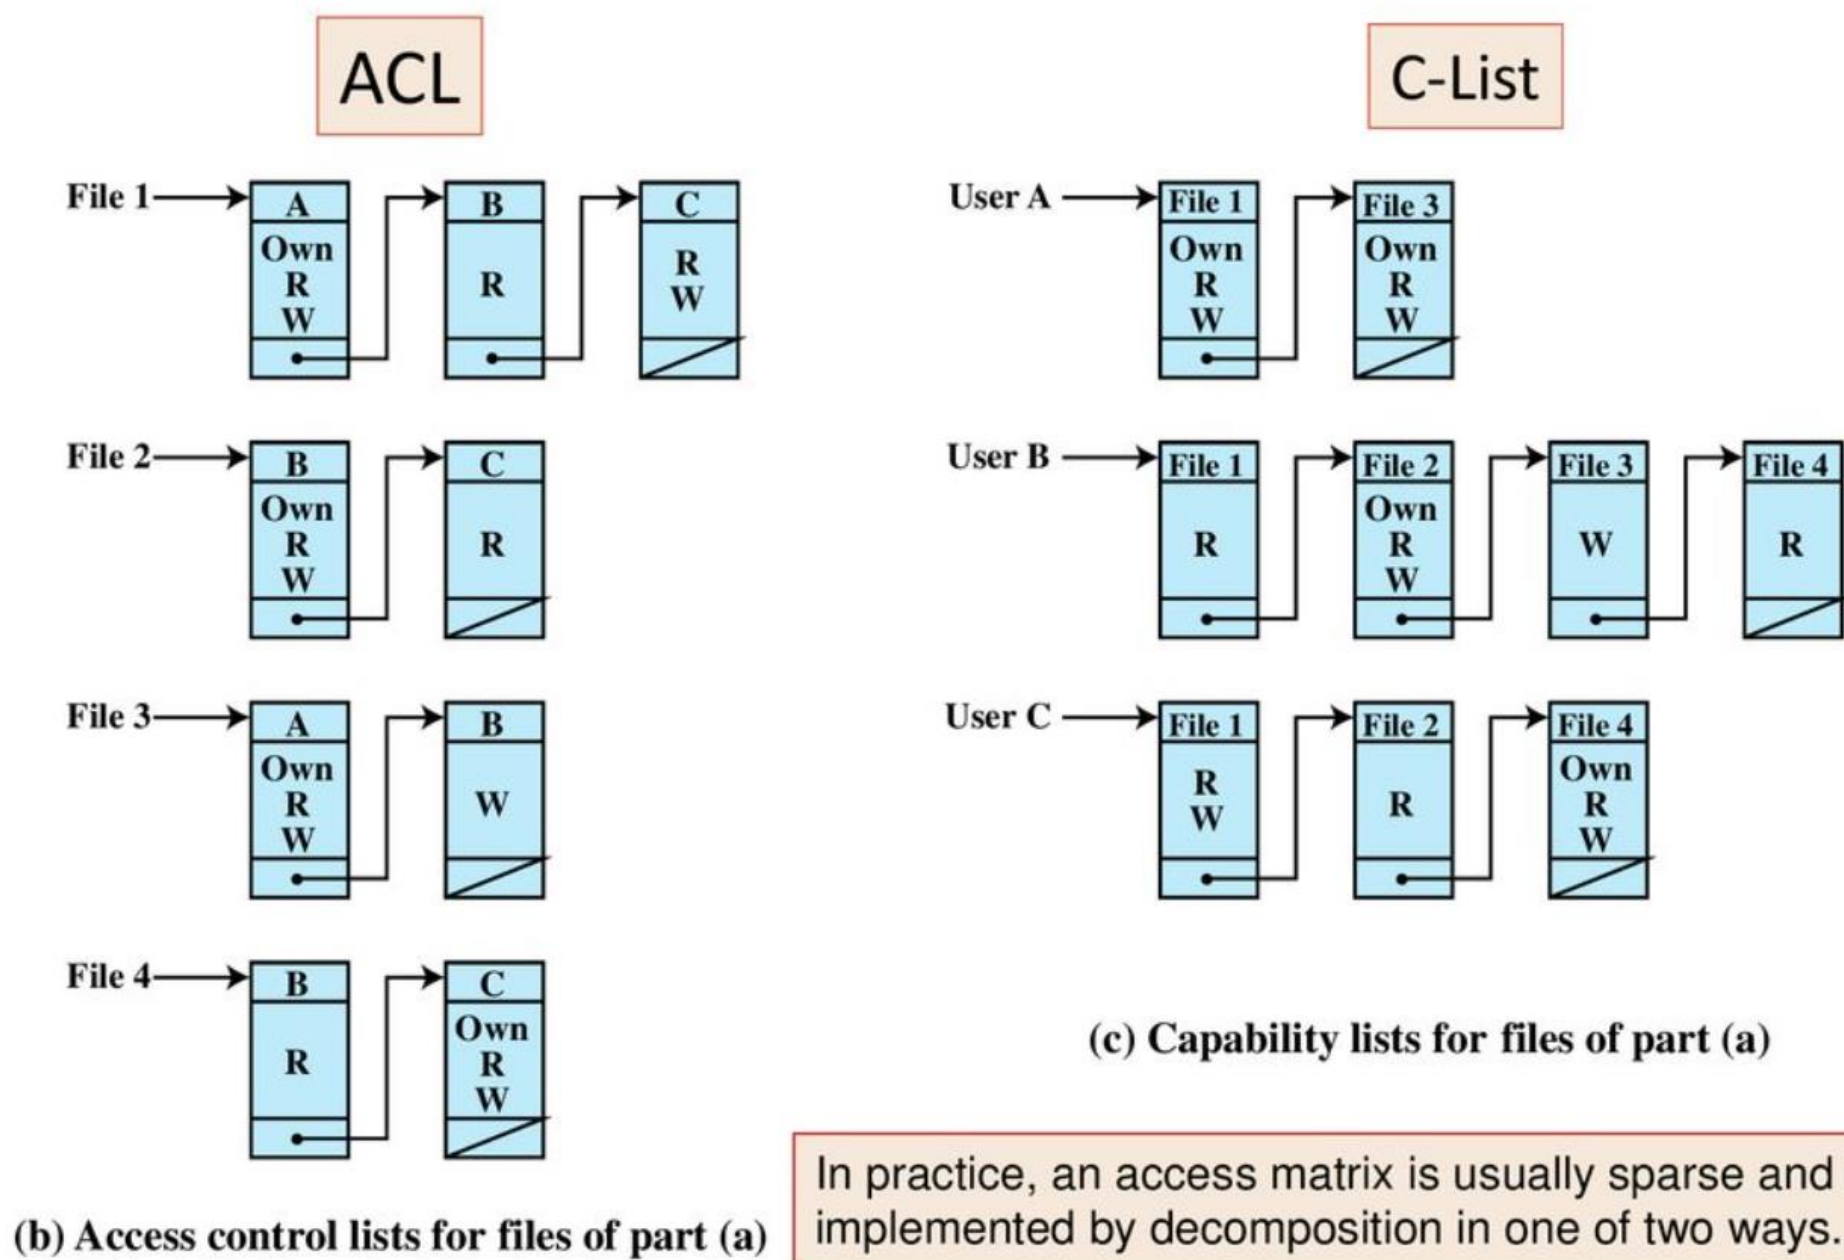 ACL
File 1
A
Own
R
W
B
R
C
R
W
File 2
B
Own
R
W
C
R
File 3
A
Own
R
W
B
W
File 4
B
R
C
Own
R
W
(b) Access control lists for files of part (a)
C-List
User A
File 1
Own
R
W
File 3
Own
R
W
User B
File 1
R
File 2
Own
R
W
File 3
W
File 4
R
User C
File 1
R
W
File 2
R
File 4
Own
R
W
(c) Capability lists for files of part (a)
In practice, an access matrix is usually sparse and
implemented by decomposition in one of two ways.